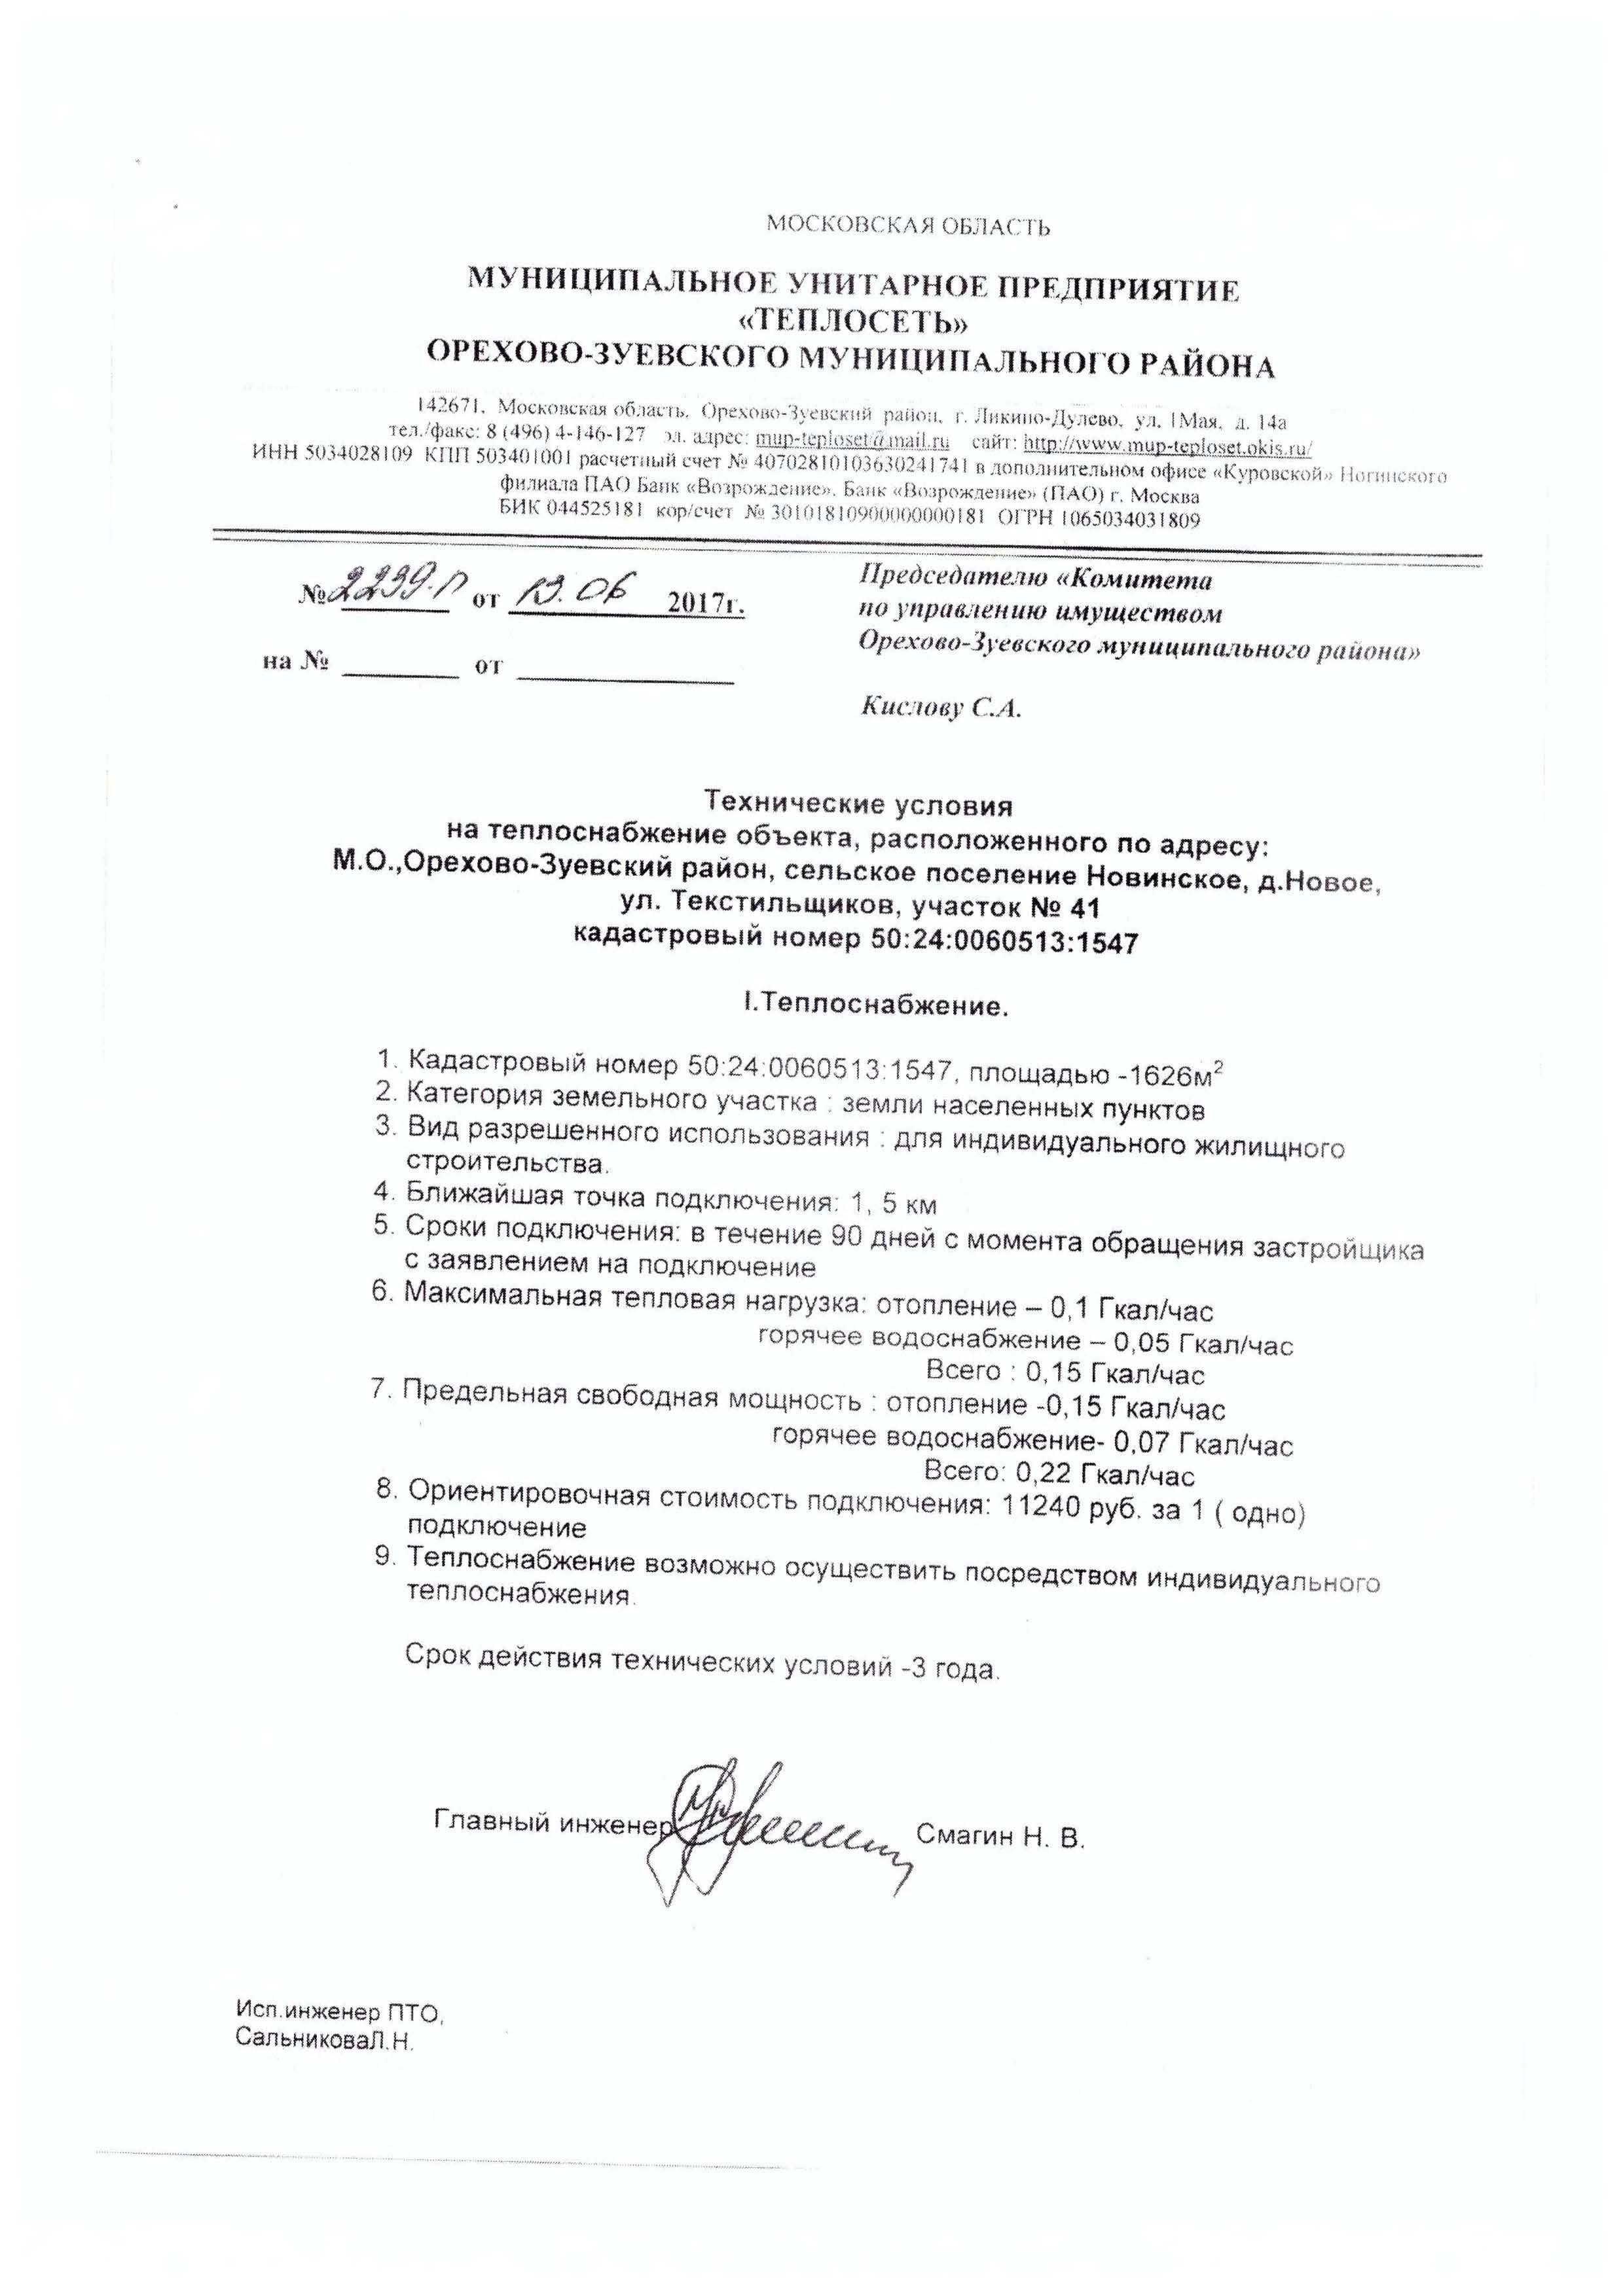 МОСКОВСКАЯ ОБЛАСТЬ
МУНИЦИПАЛЬНОЕ УНИТАРНОЕ ПРЕДПРИЯТИЕ
«ТЕПЛОСЕТЬ»
ОРЕХОВО-ЗУЕВСКОГО МУНИЦИПАЛЬНОГО РАЙОНА
142671, Московская область, Орехово-Зуевский район, г. Ликино-Дулево, ул. 1Мая, д. 14а
тел./факс: 8 (496) 4-146-127 эл. адрес: mup-teploset@mail.ru сайт: http://www.mup-teploset.okis.ru/
ИНН 5034028109 КПП 503401001 расчетный счет № 40702810103630241741 в дополнительном офисе «Куровской» Ногинского
филиала ПАО Банк «Возрождение». Банк «Возрождение» (ПАО) г. Москва
БИК 044525181 кор/счет № 30101810900000000181 ОГРН 1065034031809
№ 2239.П от 13.06 2017г.
на № ________ от ______________
Председателю «Комитета
по управлению имуществом
Орехово-Зуевского муниципального района»
Кислову С.А.
Технические условия
на теплоснабжение объекта, расположенного по адресу:
М.О.,Орехово-Зуевский район, сельское поселение Новинское, д.Новое,
ул. Текстильщиков, участок № 41
кадастровый номер 50:24:0060513:1547
I.Теплоснабжение.
1. Кадастровый номер 50:24:0060513:1547, площадью -1626м²
2. Категория земельного участка : земли населенных пунктов
3. Вид разрешенного использования : для индивидуального жилищного
строительства.
4. Ближайшая точка подключения: 1, 5 км
5. Сроки подключения: в течение 90 дней с момента обращения застройщика
с заявлением на подключение
6. Максимальная тепловая нагрузка: отопление – 0,1 Гкал/час
горячее водоснабжение – 0,05 Гкал/час
Всего : 0,15 Гкал/час
7. Предельная свободная мощность : отопление -0,15 Гкал/час
горячее водоснабжение- 0,07 Гкал/час
Всего: 0,22 Гкал/час
8. Ориентировочная стоимость подключения: 11240 руб. за 1 ( одно)
подключение
9. Теплоснабжение возможно осуществить посредством индивидуального
теплоснабжения.
Срок действия технических условий -3 года.
Главный инженер Смагин Н. В.
Исп.инженер ПТО,
СальниковаЛ.Н.